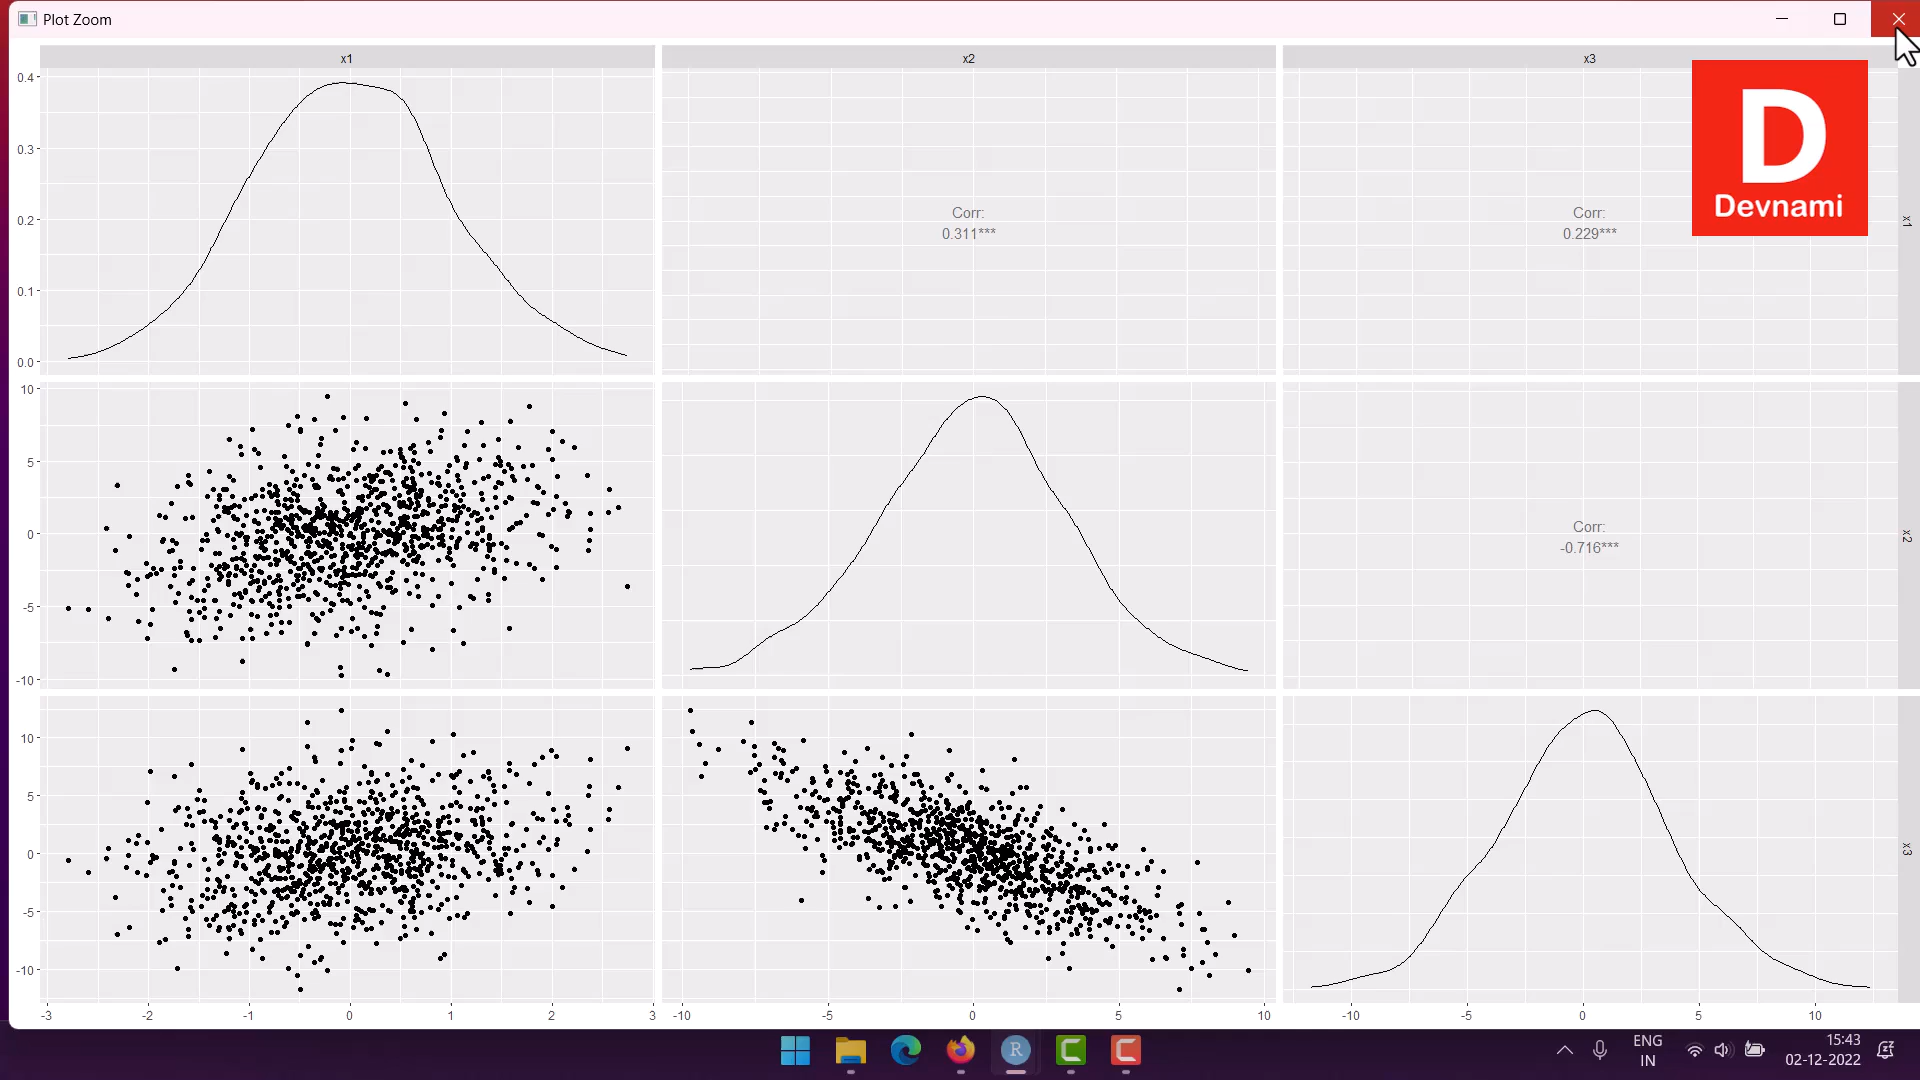 Plot Zoom
x1
x2
x3
D
Devnami
0.4
0.3
0.2
0.1
0.0
Corr:
0.311***
Corr:
0.229***
x1
10
5
0
-5
-10
Corr:
-0.716***
x2
10
5
0
-5
-10
x3
-3 -2 -1 0 1 2 3
-10 -5 0 5 10
-10 -5 0 5 10
R
C
C
ENG
IN
15:43
02-12-2022